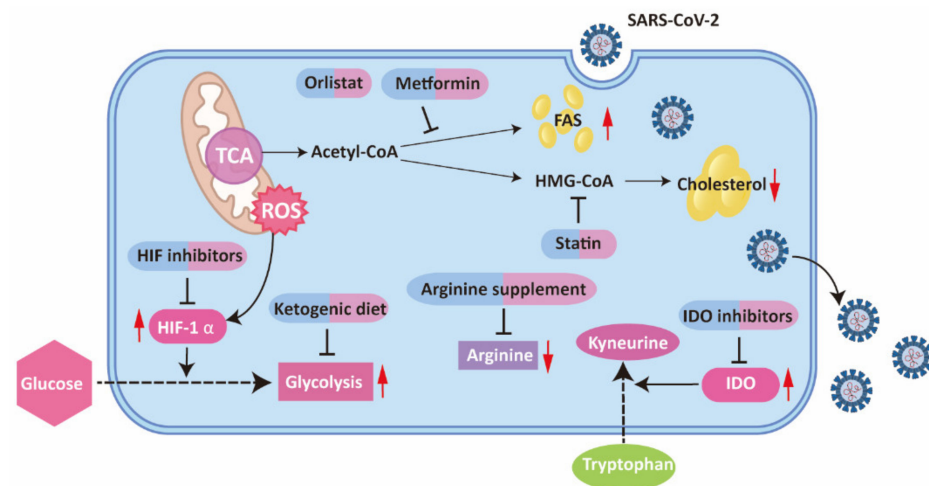 SARS-CoV-2
Orlistat
Metformin
FAS
TCA
Acetyl-CoA
HMG-CoA
Cholesterol
ROS
Statin
HIF inhibitors
Arginine supplement
Ketogenic diet
IDO inhibitors
HIF-1 α
Kyneurine
Arginine
Glucose
Glycolysis
IDO
Tryptophan